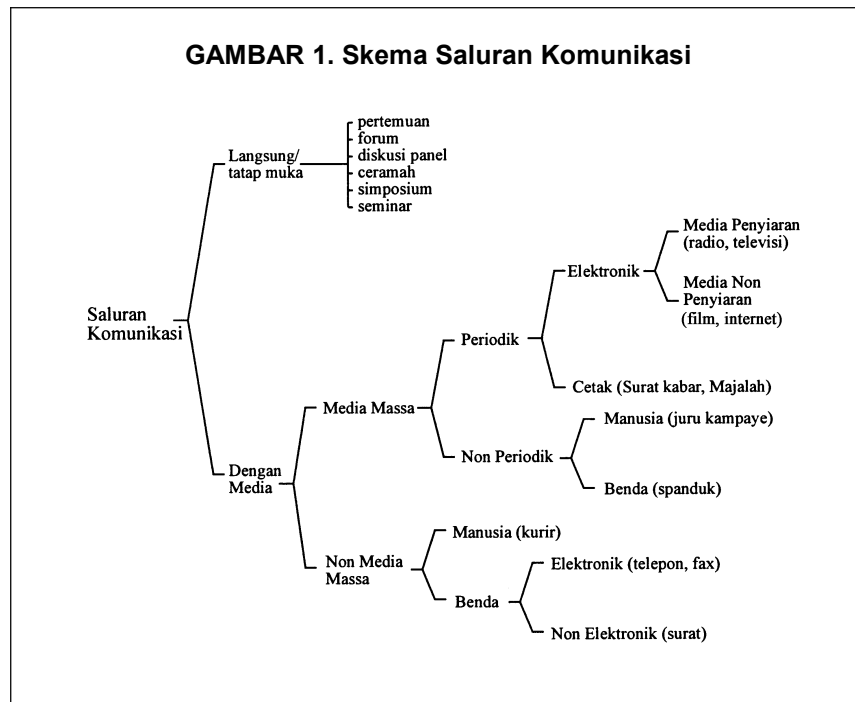 GAMBAR 1. Skema Saluran Komunikasi
Saluran
Komunikasi
Langsung/
tatap muka
pertemuan
forum
diskusi panel
ceramah
simposium
seminar
Dengan
Media
Media Massa
Periodik
Elektronik
Media Penyiaran
(radio, televisi)
Media Non
Penyiaran
(film, internet)
Cetak (Surat kabar, Majalah)
Non Periodik
Manusia (juru kampaye)
Benda (spanduk)
Non Media
Massa
Manusia (kurir)
Benda
Elektronik (telepon, fax)
Non Elektronik (surat)